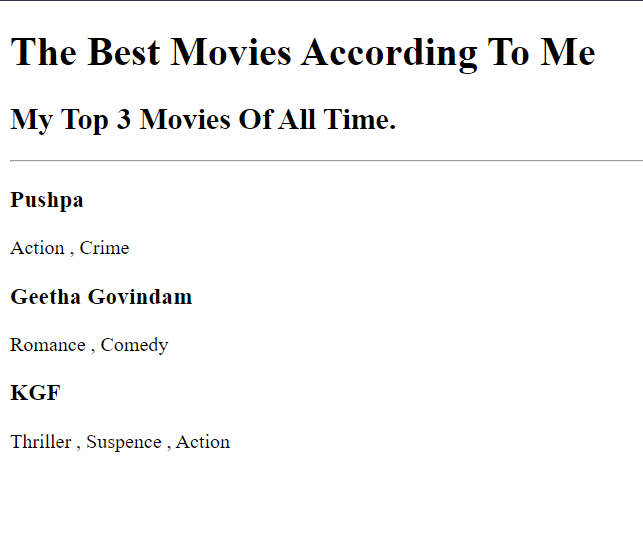 The Best Movies According To Me
My Top 3 Movies Of All Time.
Pushpa
Action , Crime
Geetha Govindam
Romance , Comedy
KGF
Thriller , Suspence , Action